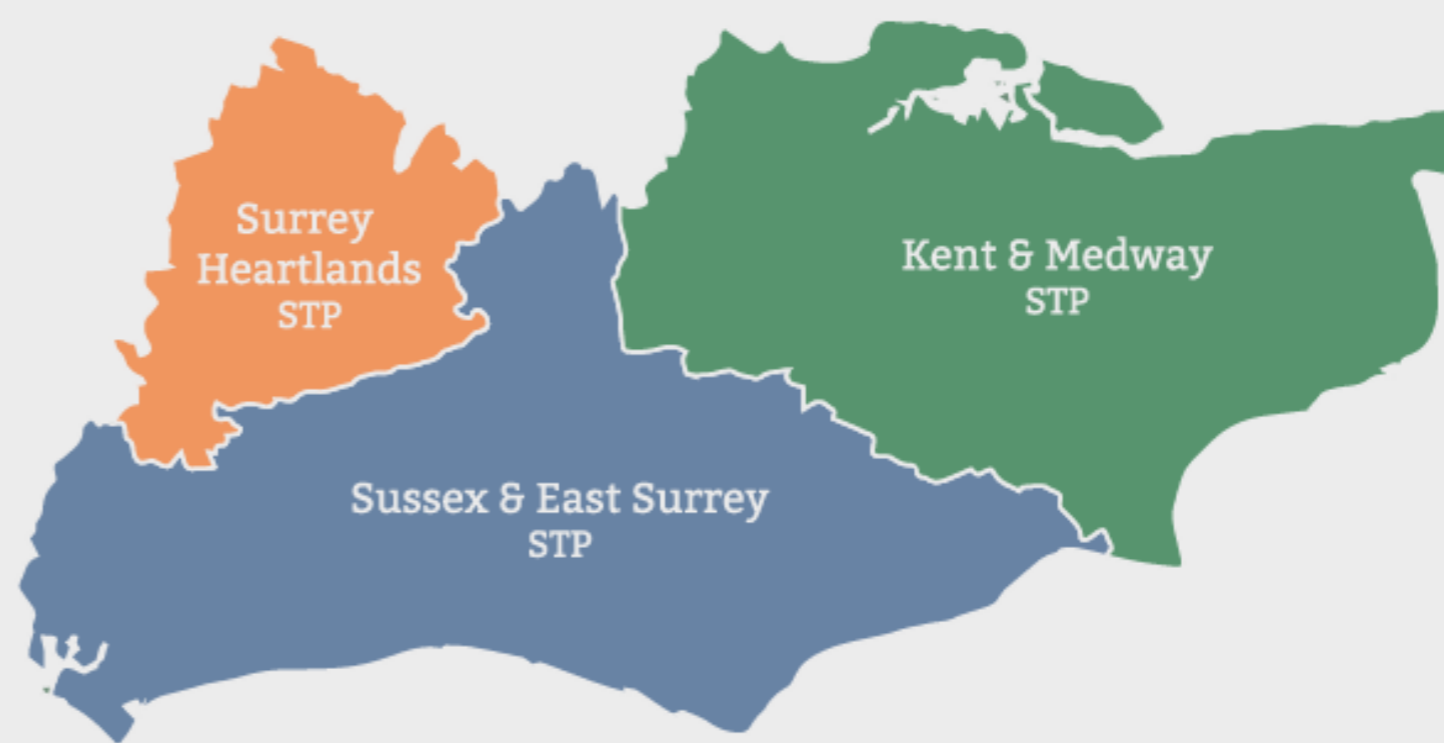 Surrey
Heartlands
STP
Kent & Medway
STP
Sussex & East Surrey
STP